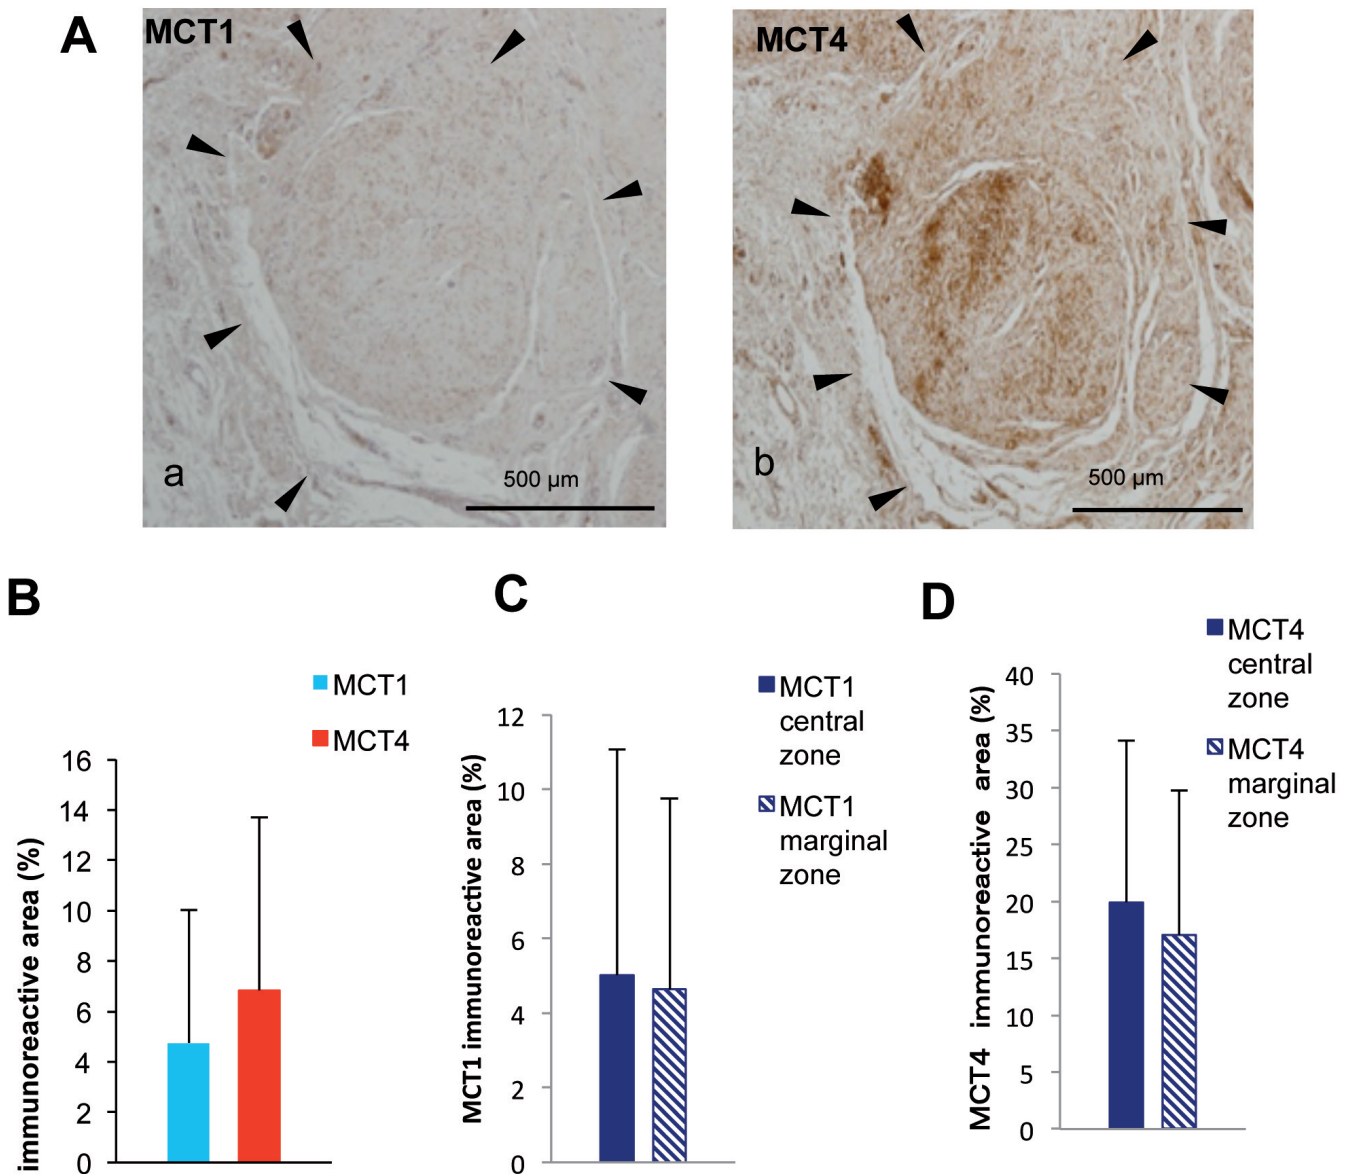 A
MCT1
a
500 μm
MCT4
b
500 μm
B
immunoreactive area (%)
16
14
12
10
8
6
4
2
0
MCT1
MCT4
C
MCT1 immunoreactive area (%)
12
10
8
6
4
2
0
MCT1
central
zone
MCT1
marginal
zone
D
MCT4 immunoreactive area (%)
40
35
30
25
20
15
10
5
0
MCT4
central
zone
MCT4
marginal
zone